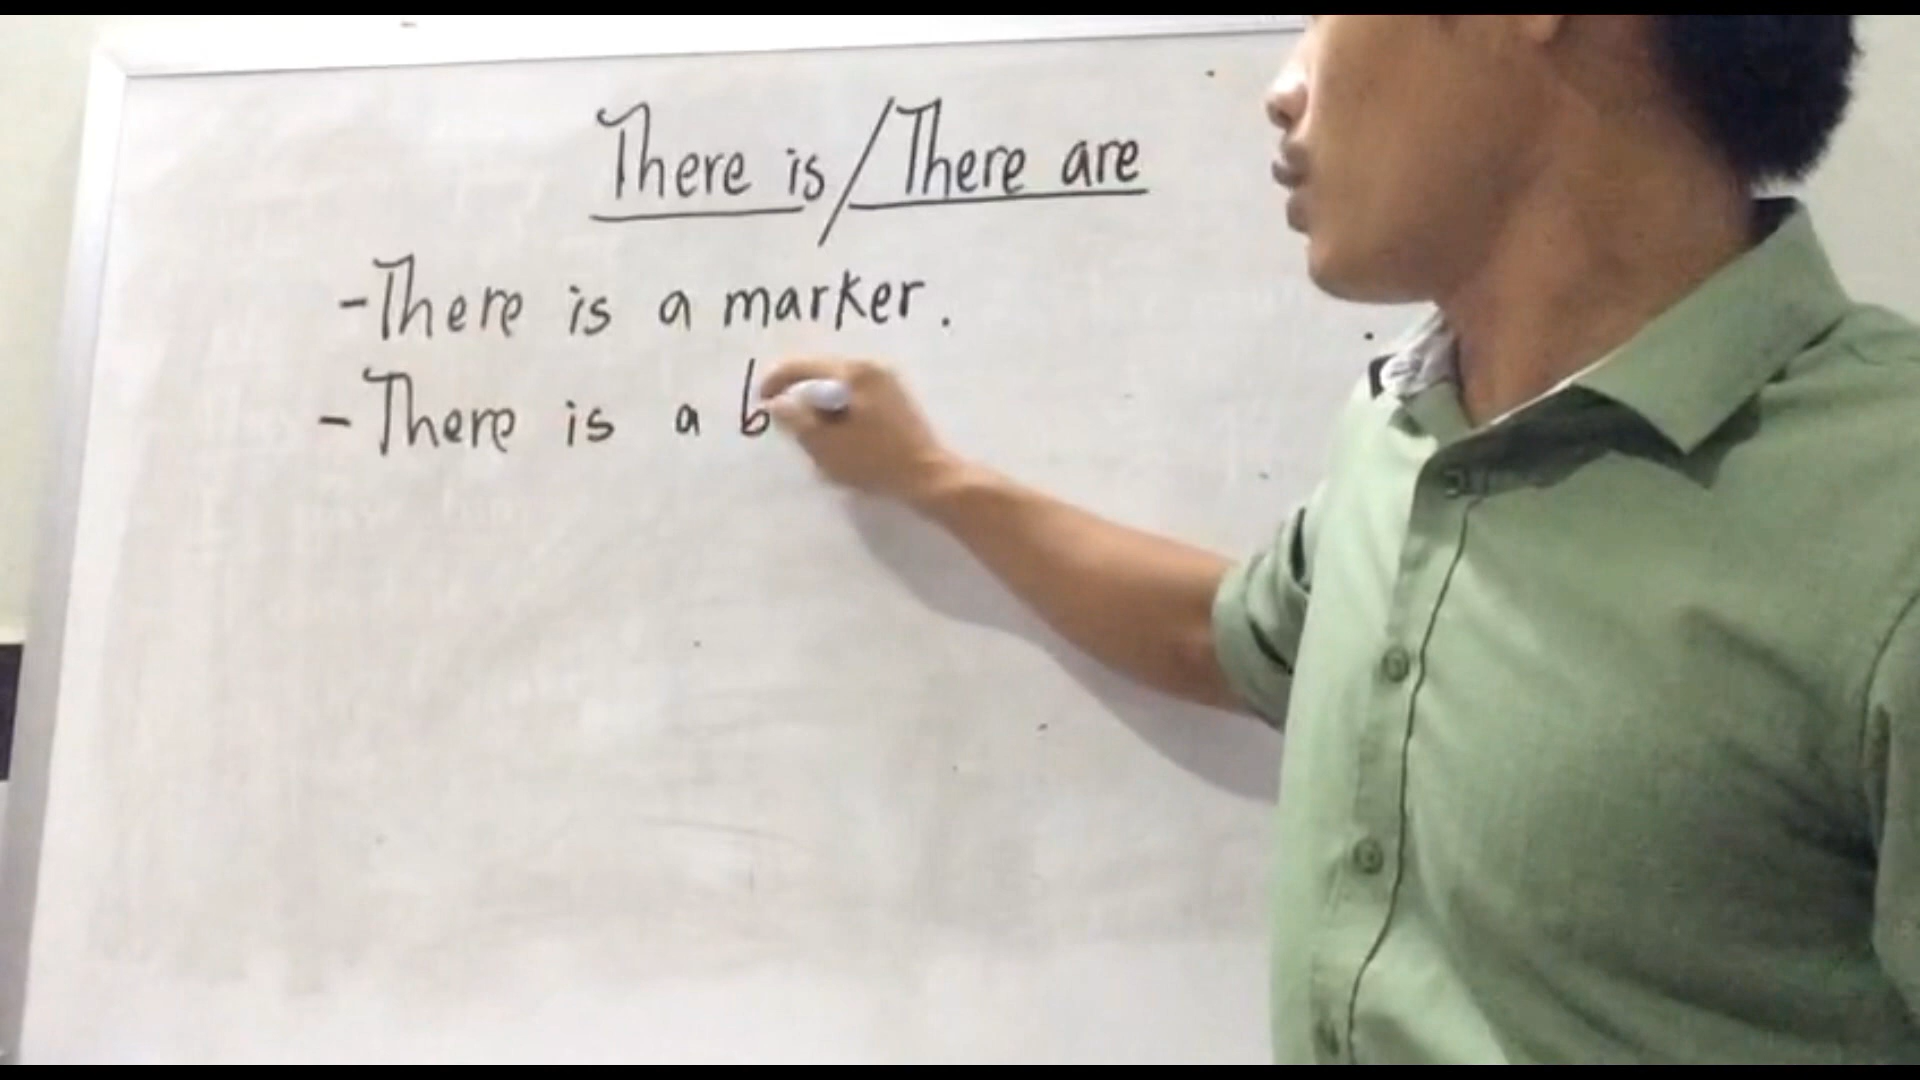 There is/There are
-There is a marker.
- There is a b